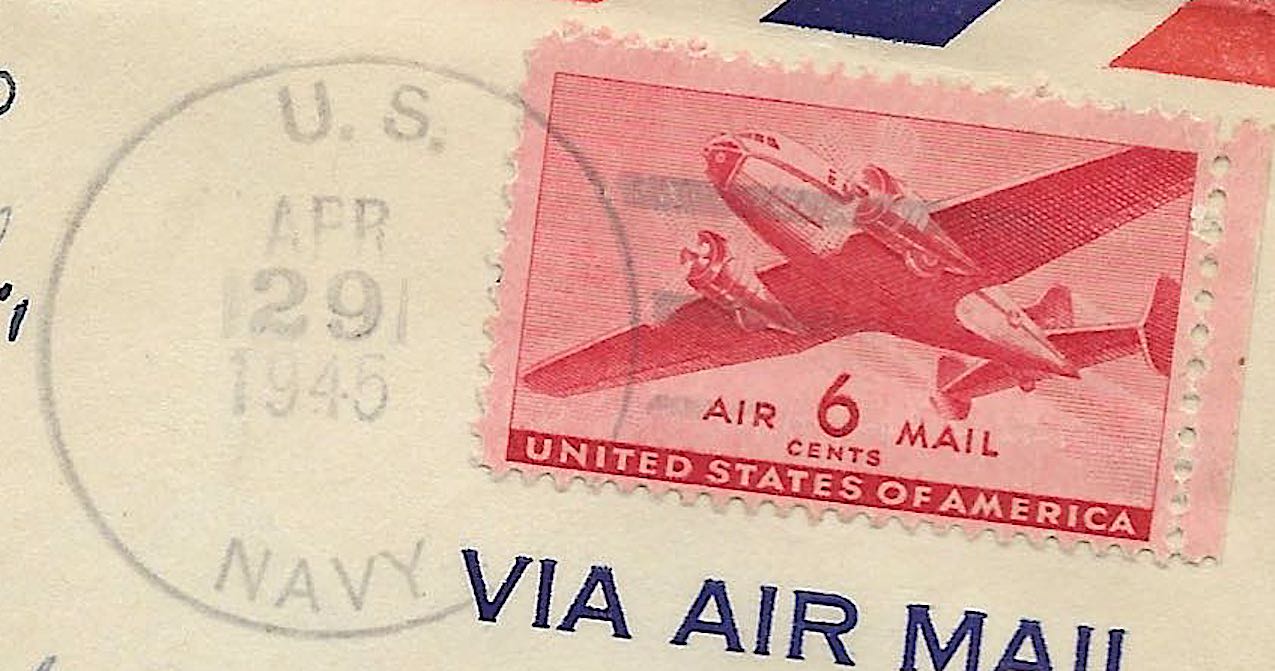 U. S.
APR
29
1945
NAVY
AIR 6 MAIL
CENTS
UNITED STATES OF AMERICA
VIA AIR MAIL